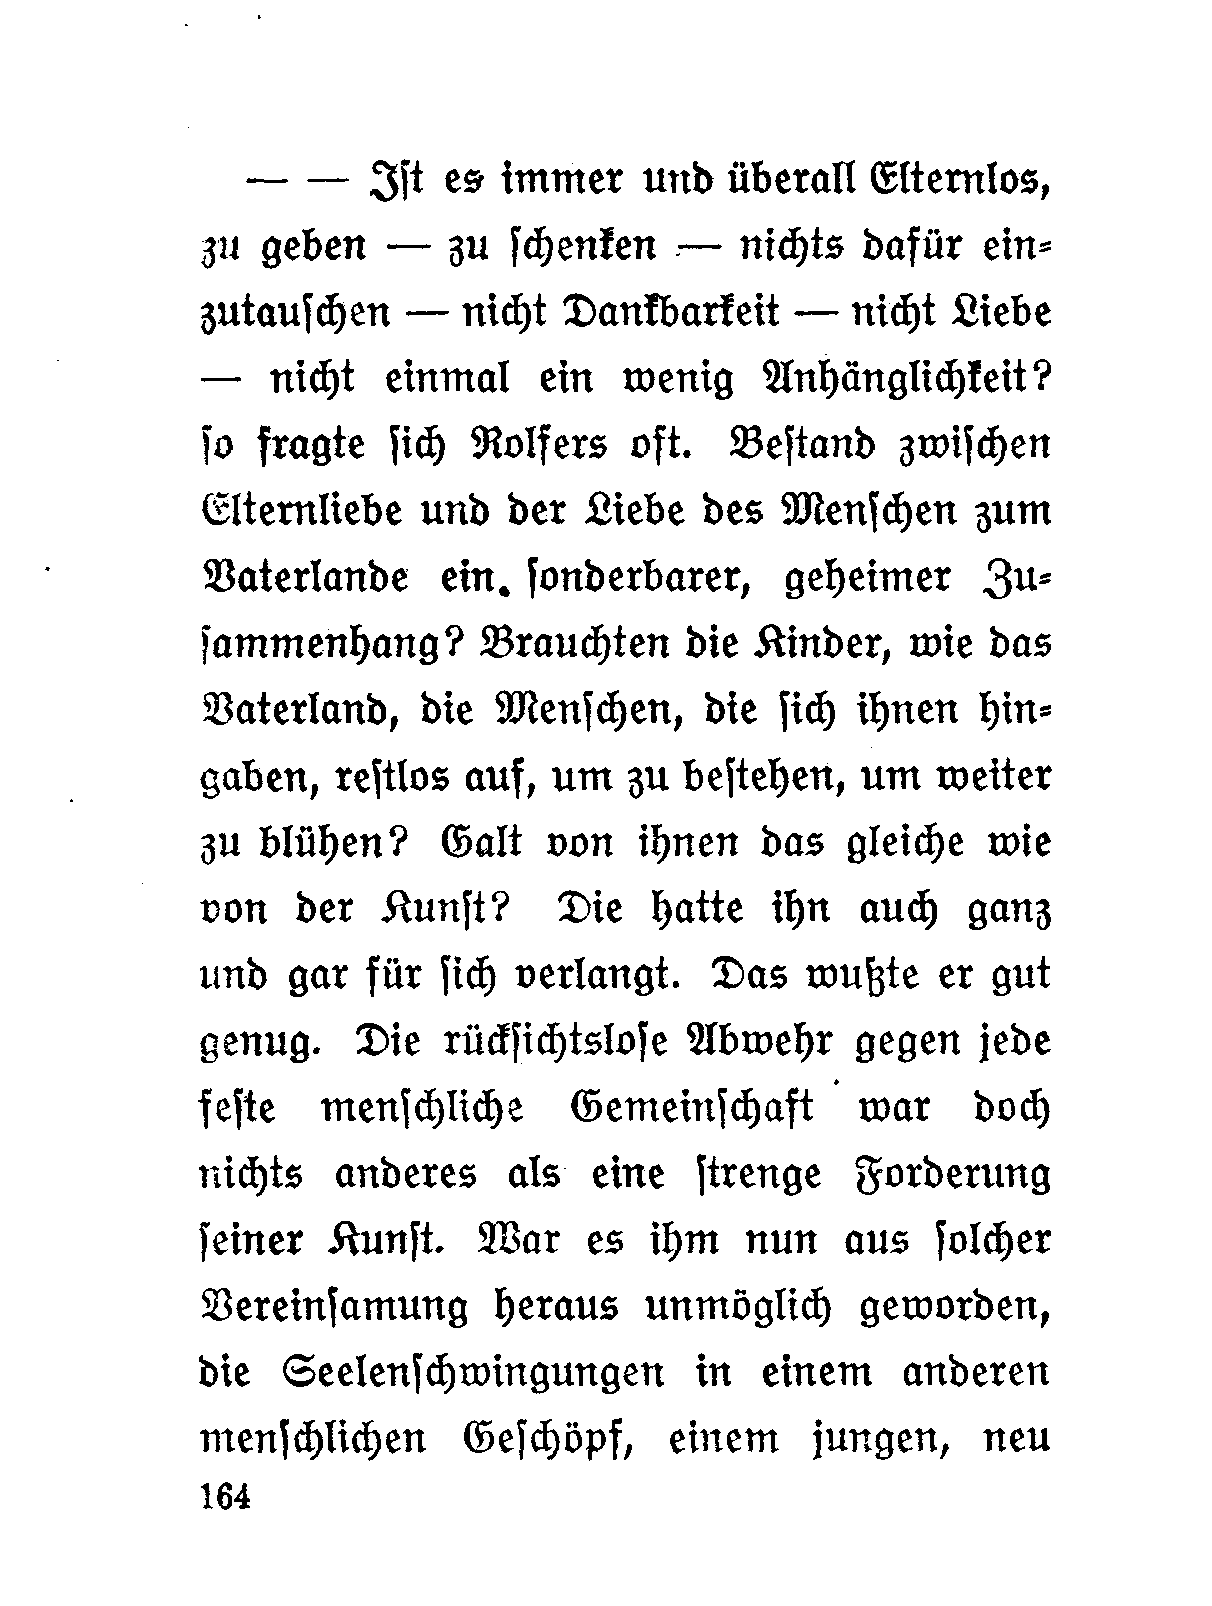 — — Iſt es immer und überall Elternlos,
zu geben — zu ſchenken — nichts dafür ein⸗
zutauſchen — nicht Dankbarkeit — nicht Liebe
— nicht einmal ein wenig Anhänglichkeit?
ſo fragte ſich Rolfers oft. Beſtand zwiſchen
Elternliebe und der Liebe des Menſchen zum
Vaterlande ein. ſonderbarer, geheimer Zu⸗
ſammenhang? Brauchten die Kinder, wie das
Vaterland, die Menſchen, die ſich ihnen hin⸗
gaben, reſtlos auf, um zu beſtehen, um weiter
zu blühen? Galt von ihnen das gleiche wie
von der Kunſt? Die hatte ihn auch ganz
und gar für ſich verlangt. Das wußte er gut
genug. Die rückſichtsloſe Abwehr gegen jede
feſte menſchliche Gemeinſchaft war doch
nichts anderes als eine ſtrenge Forderung
ſeiner Kunſt. War es ihm nun aus ſolcher
Vereinſamung heraus unmöglich geworden,
die Seelenſchwingungen in einem anderen
menſchlichen Geſchöpf, einem jungen, neu
164